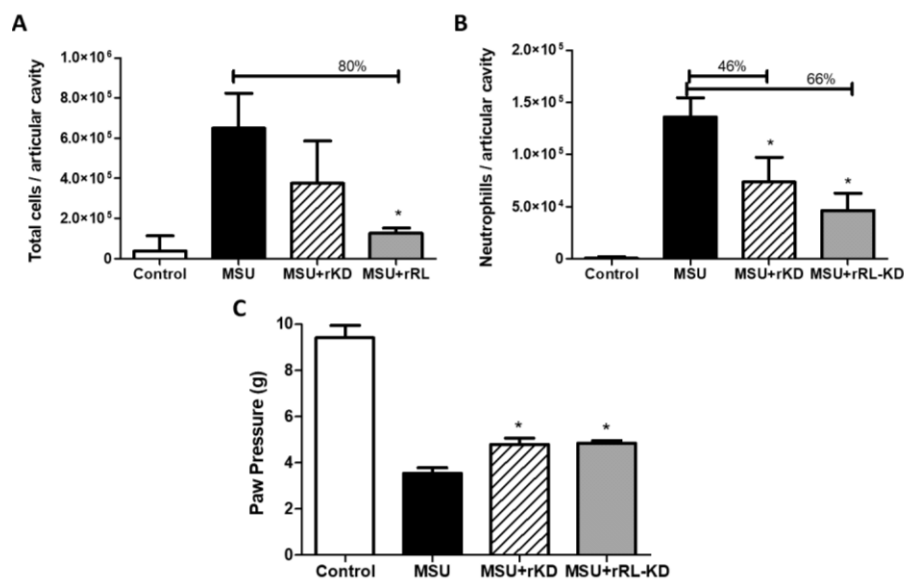 A
Total cells / articular cavity
1.0×10⁶
8.0×10⁵
6.0×10⁵
4.0×10⁵
2.0×10⁵
0
80%
*
Control MSU MSU+rKD MSU+rRL
B
Neutrophills / articular cavity
2.0×10⁵
1.5×10⁵
1.0×10⁵
5.0×10⁴
0
46%
66%
*
*
Control MSU MSU+rKD MSU+rRL-KD
C
Paw Pressure (g)
10
8
6
4
2
0
*
*
Control MSU MSU+rKD MSU+rRL-KD